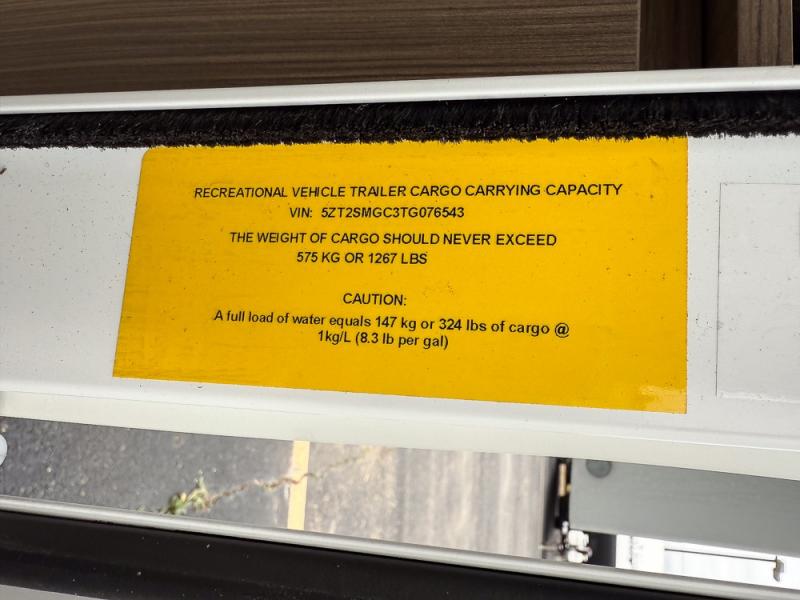 RECREATIONAL VEHICLE TRAILER CARGO CARRYING CAPACITY
VIN: 5ZT2SMGC3TG076543
THE WEIGHT OF CARGO SHOULD NEVER EXCEED
575 KG OR 1267 LBS
CAUTION:
A full load of water equals 147 kg or 324 lbs of cargo @
1kg/L (8.3 lb per gal)